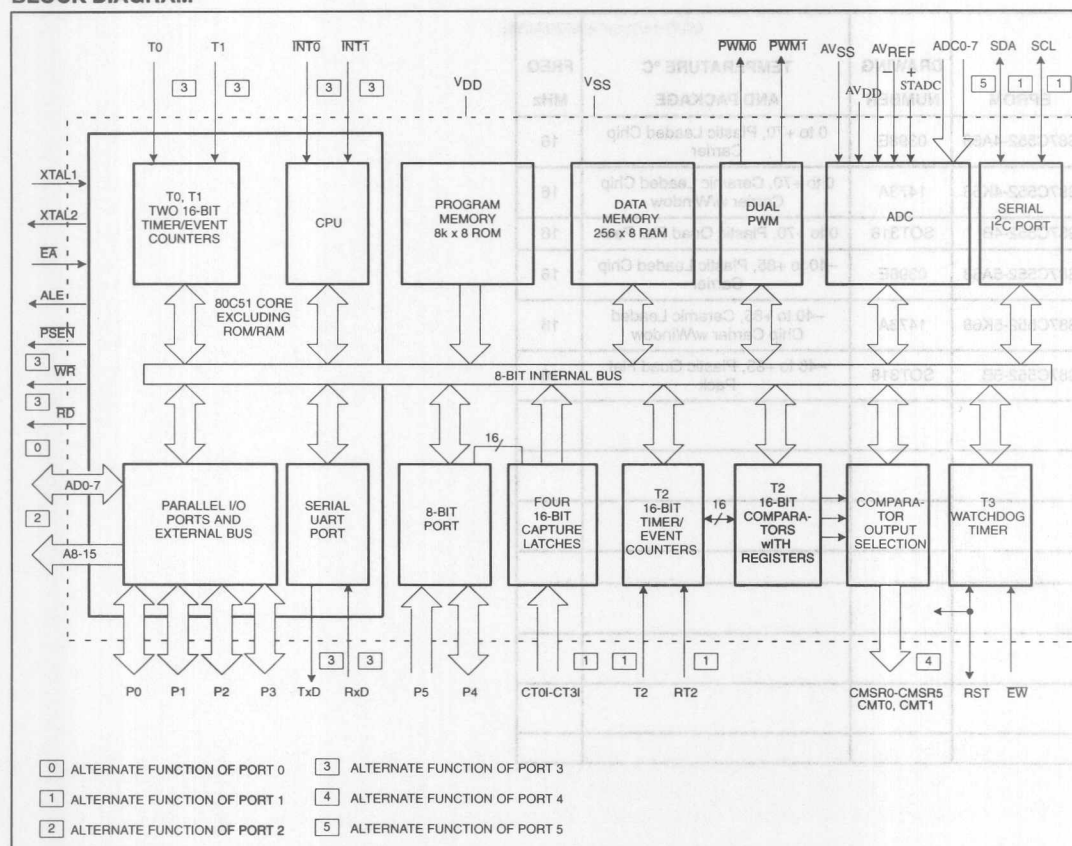 BLOCK DIAGRAM
T0
T1
INT0
INT1
PWM0
PWM1
AVSS
AVREF
ADC0-7
SDA
SCL
3
3
3
3
VDD
VSS
AVDD
–
+
STADC
5
1
1
XTAL1
XTAL2
EA
ALE
PSEN
3
WR
3
RD
0
AD0-7
2
A8-15
T0, T1
TWO 16-BIT
TIMER/EVENT
COUNTERS
CPU
PROGRAM
MEMORY
8k x 8 ROM
DATA
MEMORY
256 x 8 RAM
DUAL
PWM
ADC
SERIAL
I2C PORT
80C51 CORE
EXCLUDING
ROM/RAM
8-BIT INTERNAL BUS
PARALLEL I/O
PORTS AND
EXTERNAL BUS
SERIAL
UART
PORT
8-BIT
PORT
16
FOUR
16-BIT
CAPTURE
LATCHES
T2
16-BIT
TIMER/
EVENT
COUNTERS
16
T2
16-BIT
COMPARA-
TORS
wITH
REGISTERS
COMPARA-
TOR
OUTPUT
SELECTION
T3
WATCHDOG
TIMER
3
3
1
1
1
4
P0
P1
P2
P3
TxD
RxD
P5
P4
CT0I-CT3I
T2
RT2
CMSR0-CMSR5
CMT0, CMT1
RST
EW
0 ALTERNATE FUNCTION OF PORT 0
1 ALTERNATE FUNCTION OF PORT 1
2 ALTERNATE FUNCTION OF PORT 2
3 ALTERNATE FUNCTION OF PORT 3
4 ALTERNATE FUNCTION OF PORT 4
5 ALTERNATE FUNCTION OF PORT 5